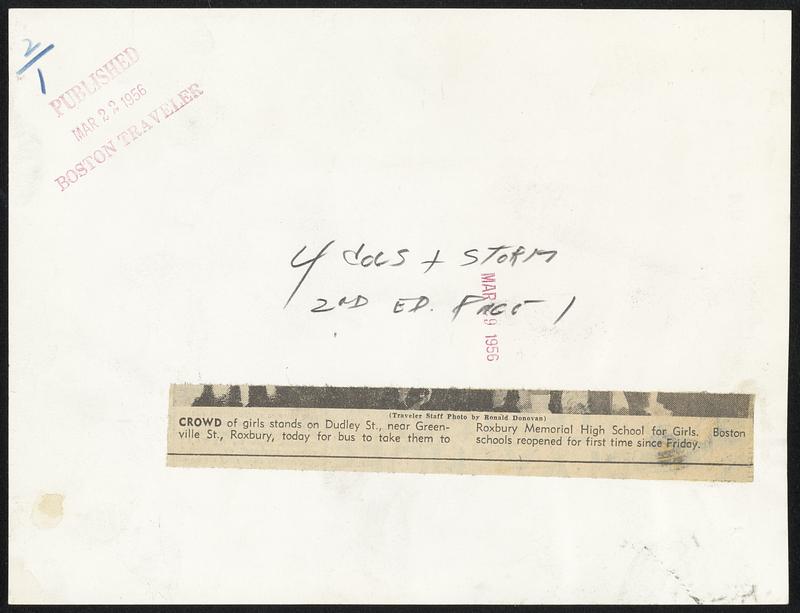 2/1
PUBLISHED
MAR 22 1956
BOSTON TRAVELER
4 COLS + STORM
2ND ED. PAGE 1
MAR 29 1956
(Traveler Staff Photo by Ronald Donovan)
CROWD of girls stands on Dudley St., near Green-
ville St., Roxbury, today for bus to take them to
Roxbury Memorial High School for Girls. Boston
schools reopened for first time since Friday.